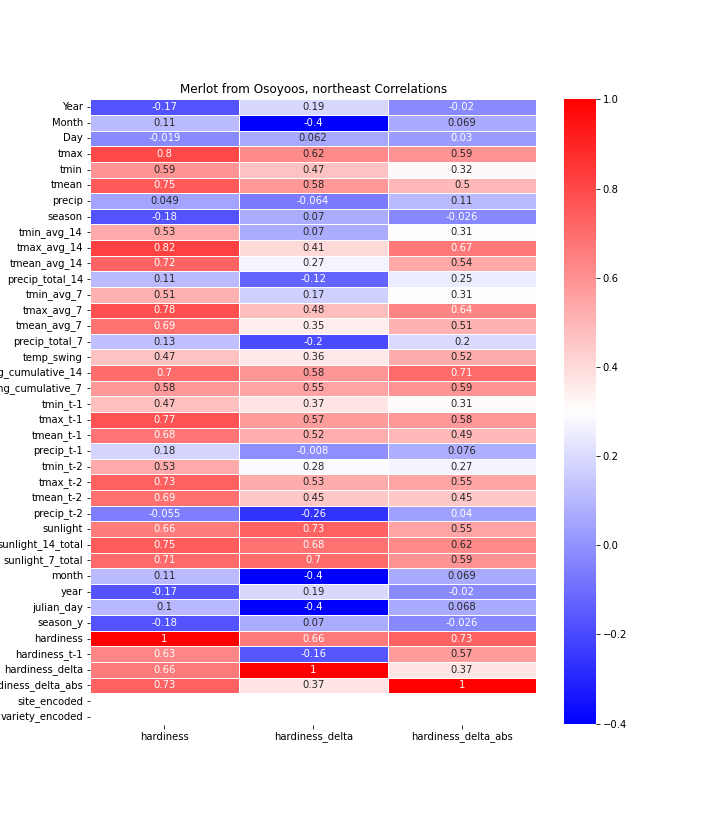 Merlot from Osoyoos, northeast Correlations
Year -0.17 0.19 -0.02 1.0
Month 0.11 -0.4 0.069
Day -0.019 0.062 0.03
tmax 0.8 0.62 0.59
tmin 0.59 0.47 0.32
tmean 0.75 0.58 0.5 0.8
precip 0.049 -0.064 0.11
season -0.18 0.07 -0.026
tmin_avg_14 0.53 0.07 0.31
tmax_avg_14 0.82 0.41 0.67
tmean_avg_14 0.72 0.27 0.54
precip_total_14 0.11 -0.12 0.25 0.6
tmin_avg_7 0.51 0.17 0.31
tmax_avg_7 0.78 0.48 0.64
tmean_avg_7 0.69 0.35 0.51
precip_total_7 0.13 -0.2 0.2
temp_swing 0.47 0.36 0.52
g_cumulative_14 0.7 0.58 0.71 0.4
ng_cumulative_7 0.58 0.55 0.59
tmin_t-1 0.47 0.37 0.31
tmax_t-1 0.77 0.57 0.58
tmean_t-1 0.68 0.52 0.49
precip_t-1 0.18 -0.008 0.076 0.2
tmin_t-2 0.53 0.28 0.27
tmax_t-2 0.73 0.53 0.55
tmean_t-2 0.69 0.45 0.45
precip_t-2 -0.055 -0.26 0.04
sunlight 0.66 0.73 0.55 0.0
sunlight_14_total 0.75 0.68 0.62
sunlight_7_total 0.71 0.7 0.59
month 0.11 -0.4 0.069
year -0.17 0.19 -0.02
julian_day 0.1 -0.4 0.068
season_y -0.18 0.07 -0.026 −0.2
hardiness 1 0.66 0.73
hardiness_t-1 0.63 -0.16 0.57
hardiness_delta 0.66 1 0.37
diness_delta_abs 0.73 0.37 1
site_encoded
variety_encoded −0.4
hardiness hardiness_delta hardiness_delta_abs